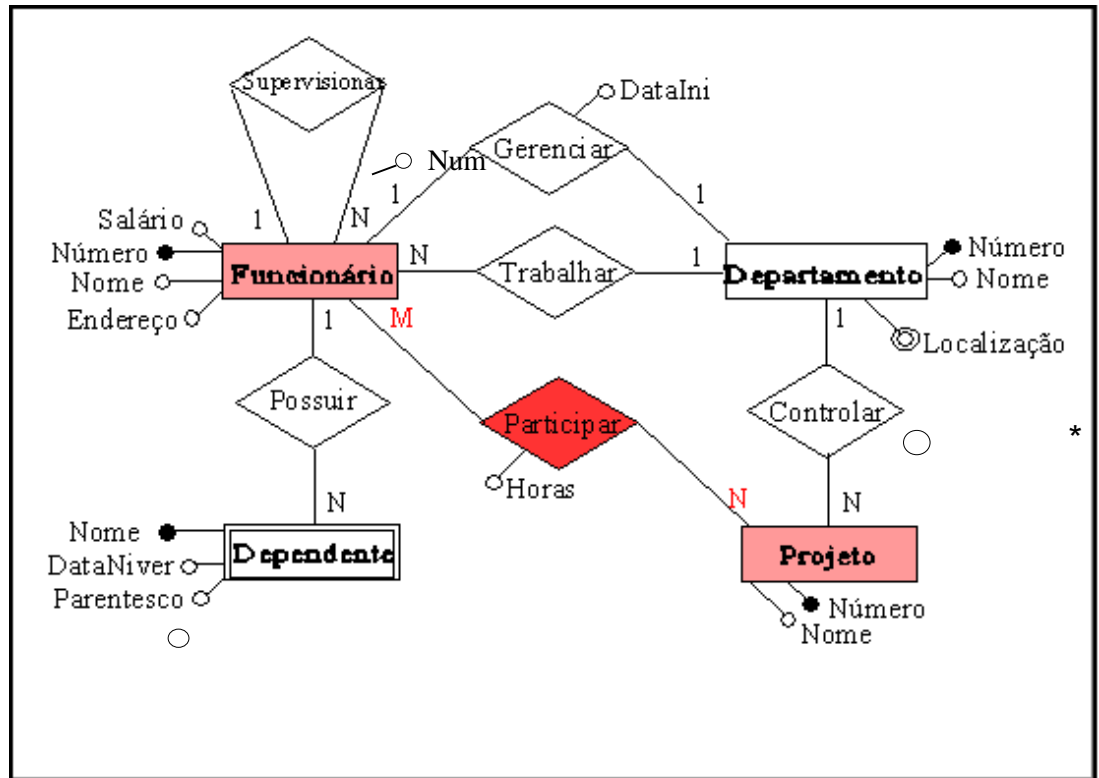 Supervisionar
DataIni
Gerenciar
Num
1
1
Salário
1
N
Número
Funcionário
N
Trabalhar
1
Departamento
Número
Nome
Nome
Endereço
1
M
1
Localização
Possuir
Participar
Controlar
*
Horas
N
N
N
Nome
Dependente
Projeto
DataNiver
Parentesco
Número
Nome